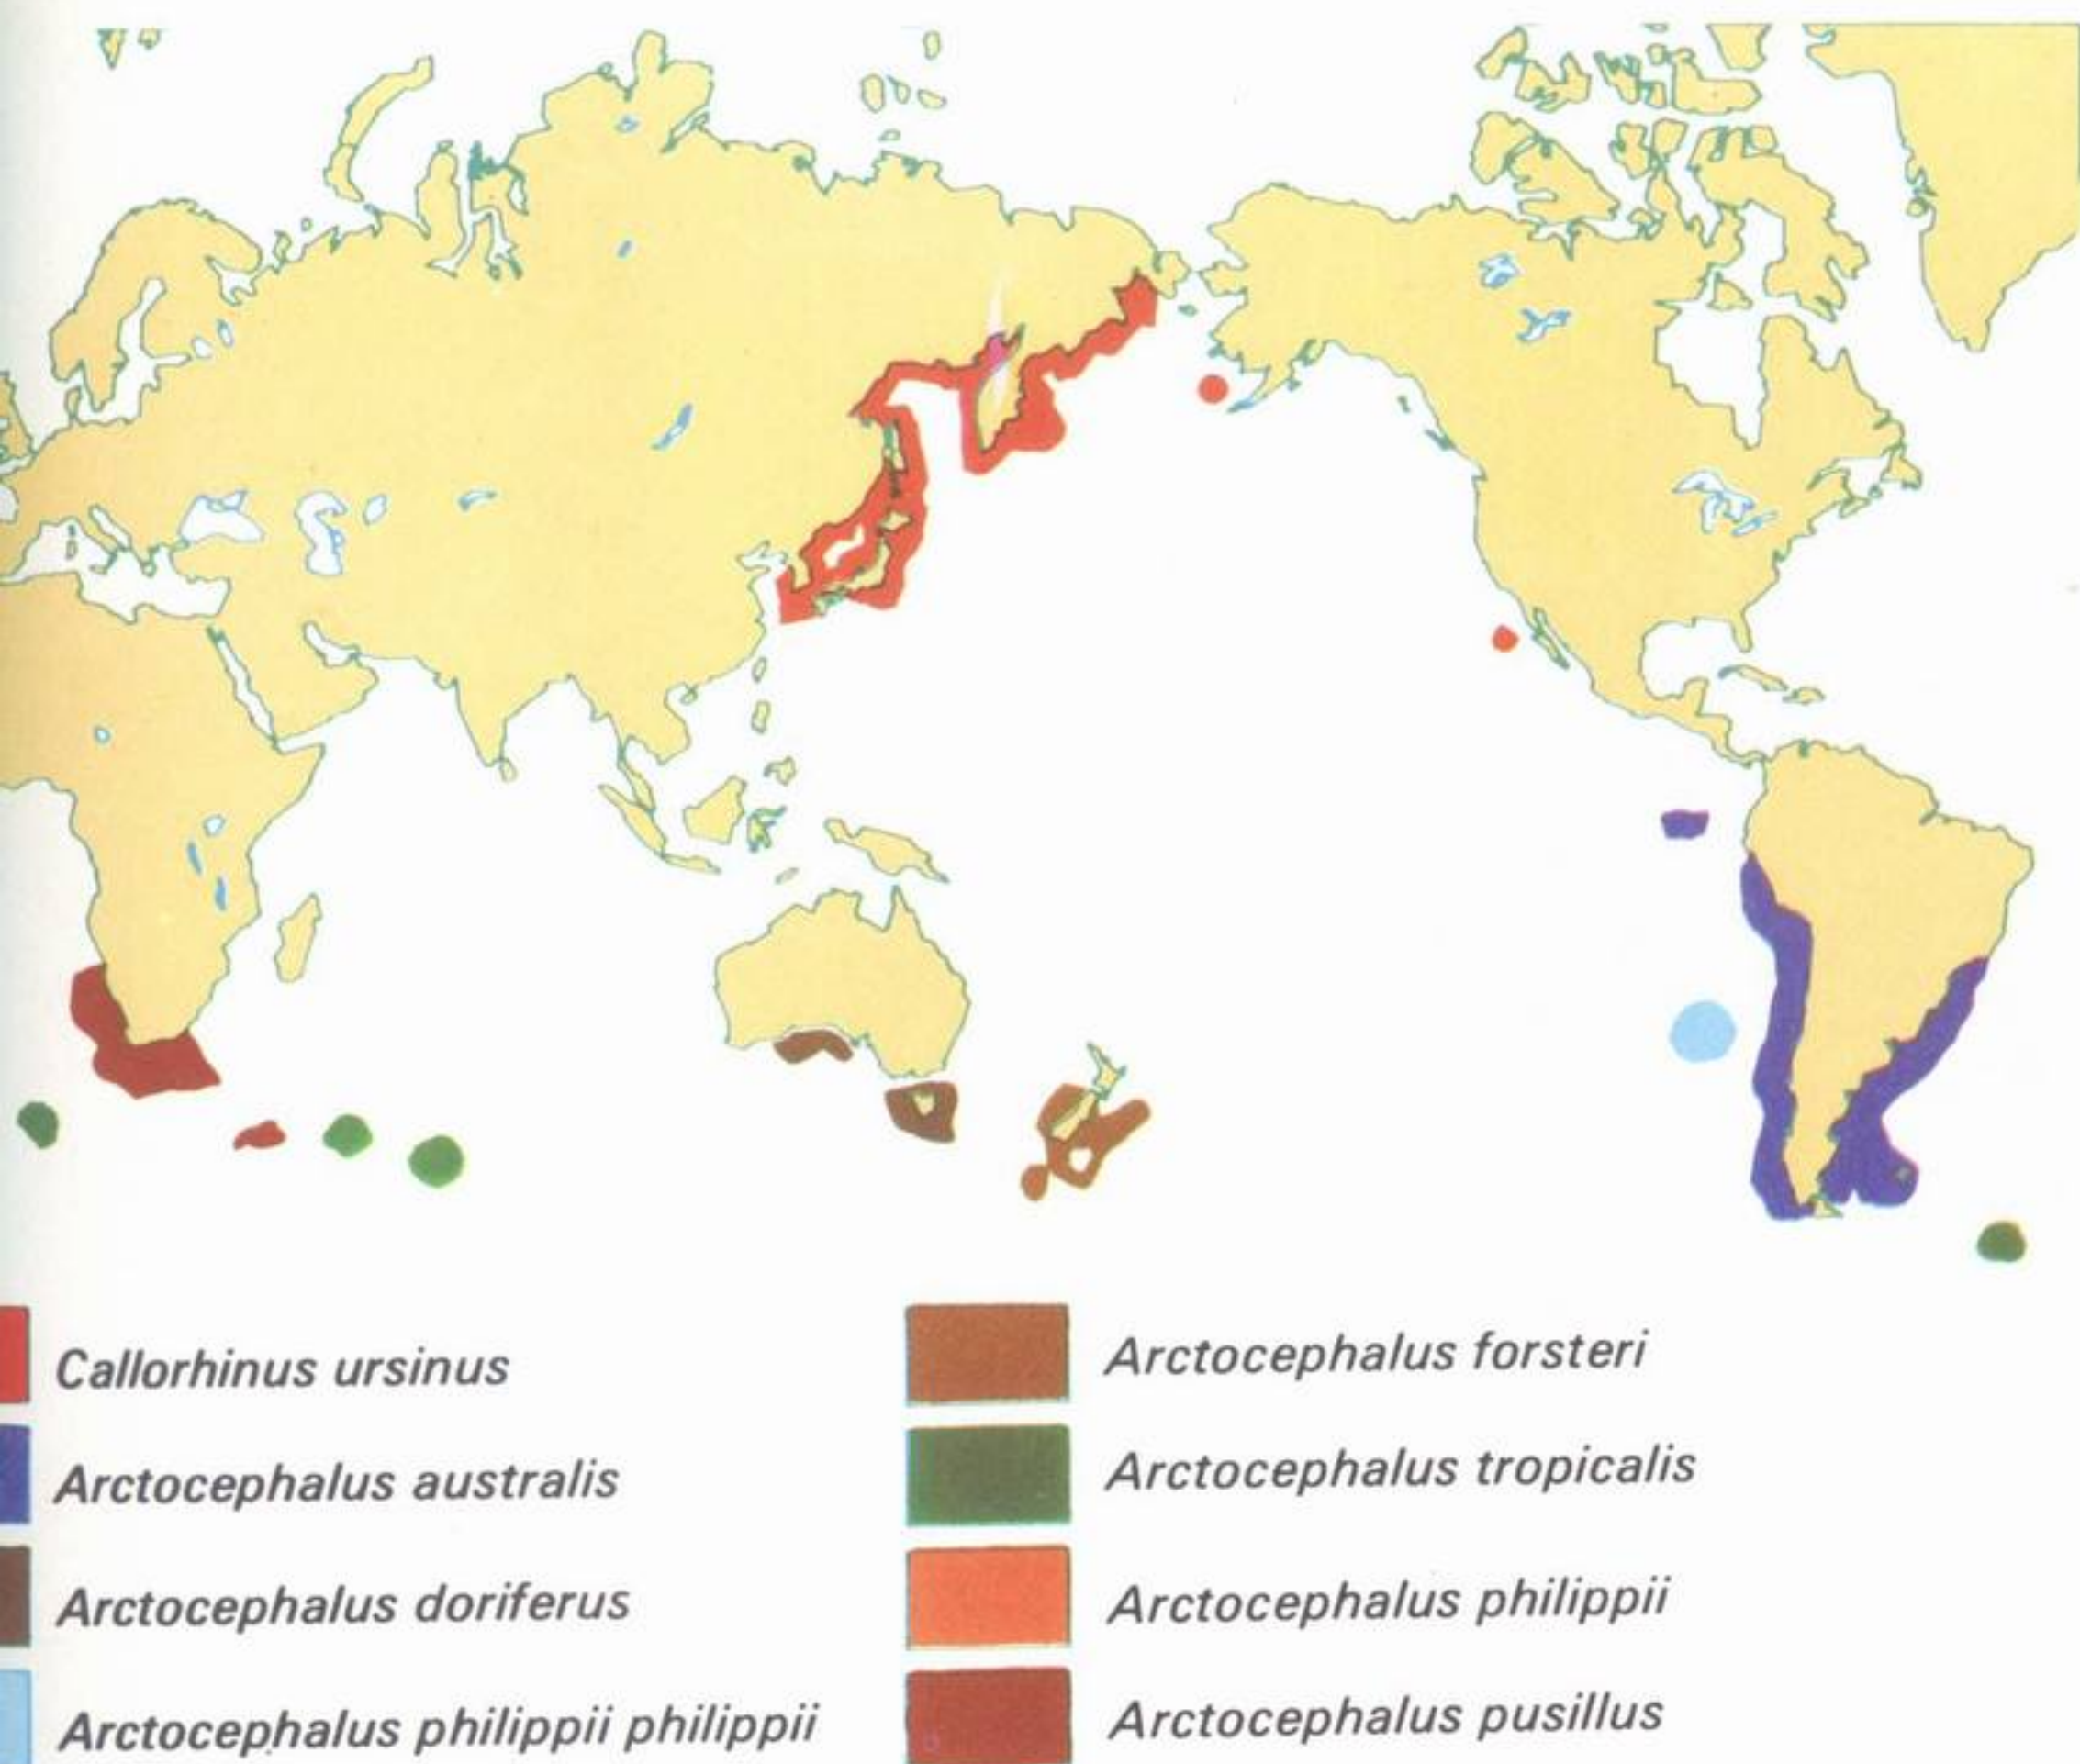 Callorhinus ursinus
Arctocephalus australis
Arctocephalus doriferus
Arctocephalus philippii philippii
Arctocephalus forsteri
Arctocephalus tropicalis
Arctocephalus philippii
Arctocephalus pusillus